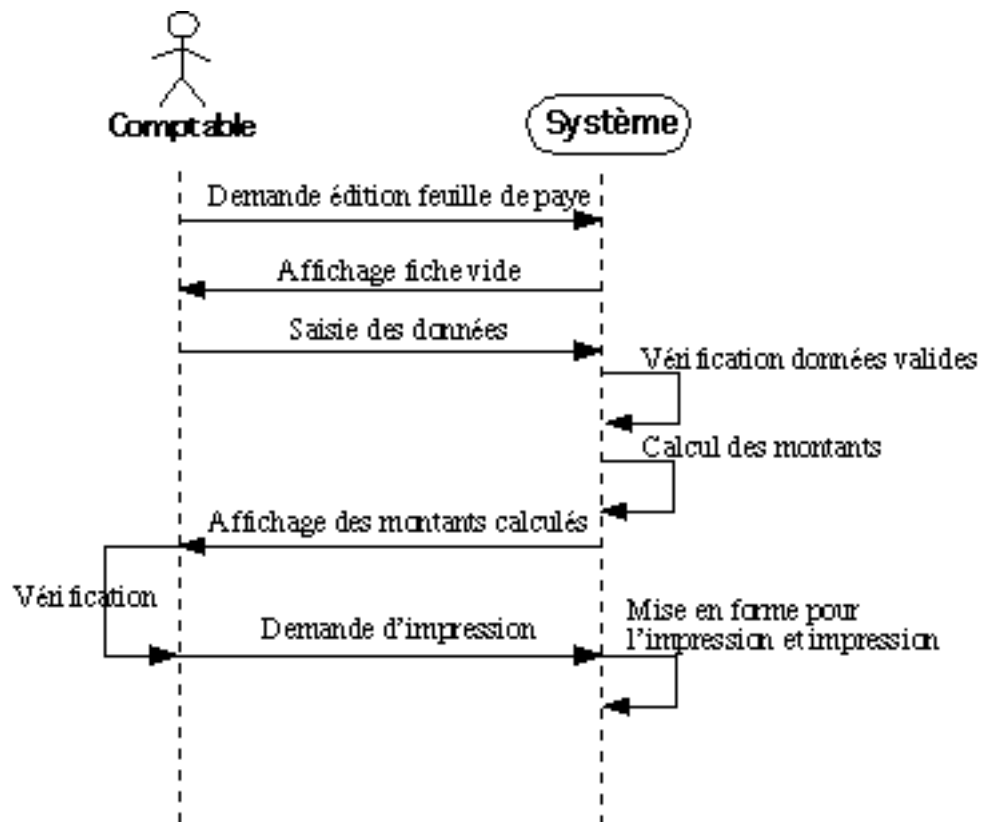 Comptable
Système
Demande édition feuille de paye
Affichage fiche vide
Saisie des données
Vérification données valides
Calcul des montants
Affichage des montants calculés
Vérification
Demande d'impression
Mise en forme pour
l'impression et impression